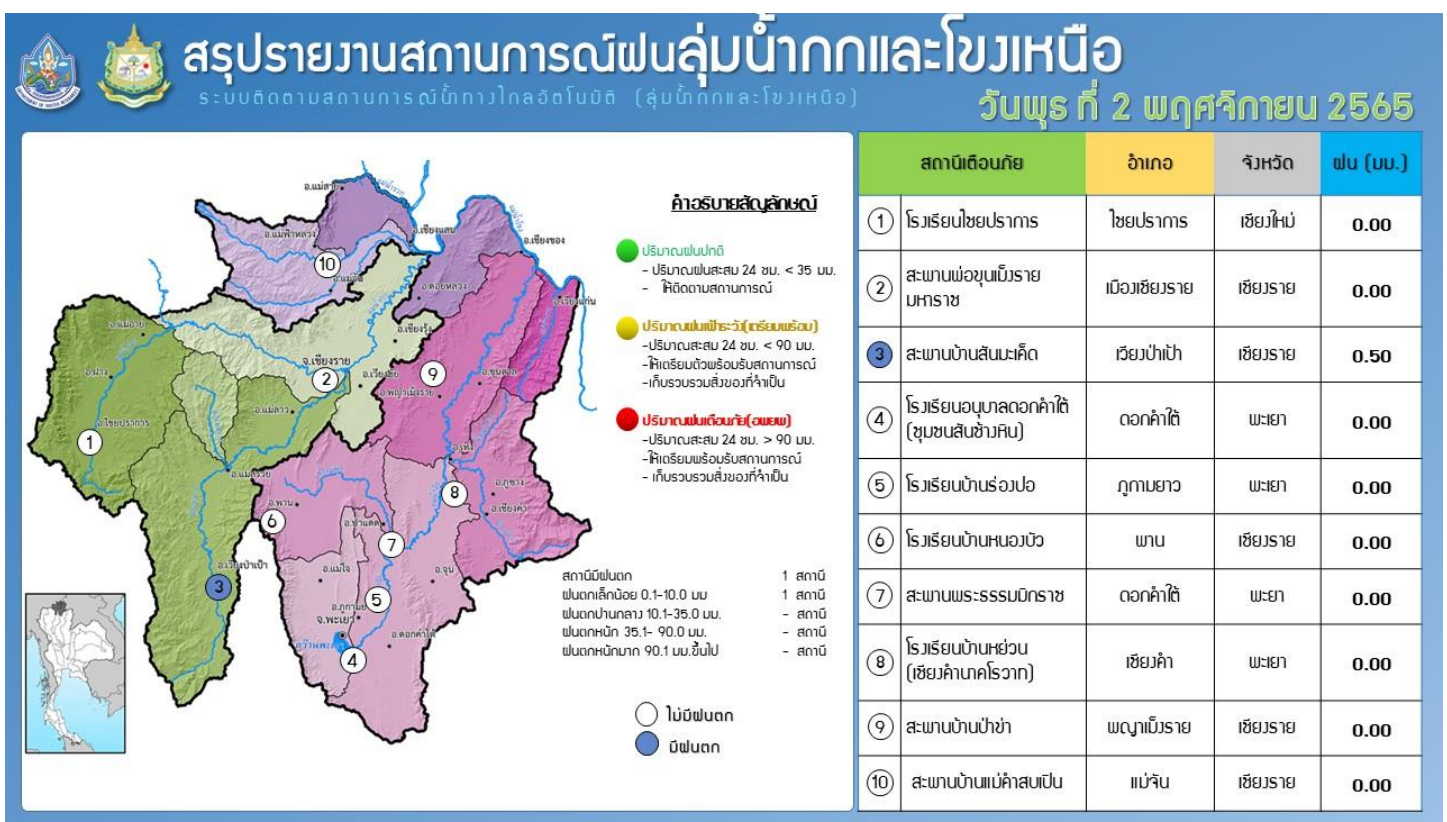 สรุปรายงานสถานการณ์ฝนลุ่มน้ำกกและโขงเหนือ
ระบบติดตามสถานการณ์น้ำทางไกลอัตโนมัติ (ลุ่มน้ำกกและโขงเหนือ)
วันพุธ ที่ 2 พฤศจิกายน 2565
คำอธิบายสัญลักษณ์
ปริมาณฝนปกติ
- ปริมาณฝนสะสม 24 ชม. < 35 มม.
- ให้ติดตามสถานการณ์
ปริมาณฝนเฝ้าระวัง(เตรียมพร้อม)
-ปริมาณสะสม 24 ชม. < 90 มม.
-ให้เตรียมตัวพร้อมรับสถานการณ์
-เก็บรวบรวมสิ่งของที่จำเป็น
ปริมาณฝนเตือนภัย(อพยพ)
-ปริมาณสะสม 24 ชม. > 90 มม.
-ให้เตรียมพร้อมรับสถานการณ์
- เก็บรวบรวมสิ่งของที่จำเป็น
อ.แม่สาย
อ.แม่ฟ้าหลวง
อ.เชียงแสน
อ.เชียงของ
10
อ.ดอยหลวง
อ.เวียงแก่น
อ.แม่อาย
อ.เชียงรุ้ง
จ.เชียงราย
2
9
อ.ขุนตาล
อ.ฝาง
อ.พญาเม็งราย
อ.แม่ลาว
อ.ไชยปราการ
1
อ.เทิง
อ.แม่สรวย
8
อ.ภูซาง
อ.พาน
อ.เชียงคำ
6
อ.ป่าแดด
7
อ.เวียงป่าเป้า
3
อ.แม่ใจ
อ.จุน
5
จ.พะเยา
อ.ดอกคำใต้
4
สถานีมีฝนตก 1 สถานี
ฝนตกเล็กน้อย 0.1-10.0 มม 1 สถานี
ฝนตกปานกลาง 10.1-35.0 มม. - สถานี
ฝนตกหนัก 35.1- 90.0 มม. - สถานี
ฝนตกหนักมาก 90.1 มม.ขึ้นไป - สถานี
ไม่มีฝนตก
มีฝนตก
สถานีเตือนภัย อำเภอ จังหวัด ฝน (มม.)
1 โรงเรียนไชยปราการ ไชยปราการ เชียงใหม่ 0.00
2 สะพานพ่อขุนเม็งราย
มหาราช เมืองเชียงราย เชียงราย 0.00
3 สะพานบ้านสันมะเค็ด เวียงป่าเป้า เชียงราย 0.50
4 โรงเรียนอนุบาลดอกคำใต้
(ชุมชนสันช้างหิน) ดอกคำใต้ พะเยา 0.00
5 โรงเรียนบ้านร่องปอ ภูกามยาว พะเยา 0.00
6 โรงเรียนบ้านหนองบัว พาน เชียงราย 0.00
7 สะพานพระธรรมมิกราช ดอกคำใต้ พะยา 0.00
8 โรงเรียนบ้านหย่วน
(เชียงคำนาคโรวาท) เชียงคำ พะเยา 0.00
9 สะพานบ้านป่าข่า พญาเม็งราย เชียงราย 0.00
10 สะพานบ้านแม่คำสบเปิน แม่จัน เชียงราย 0.00